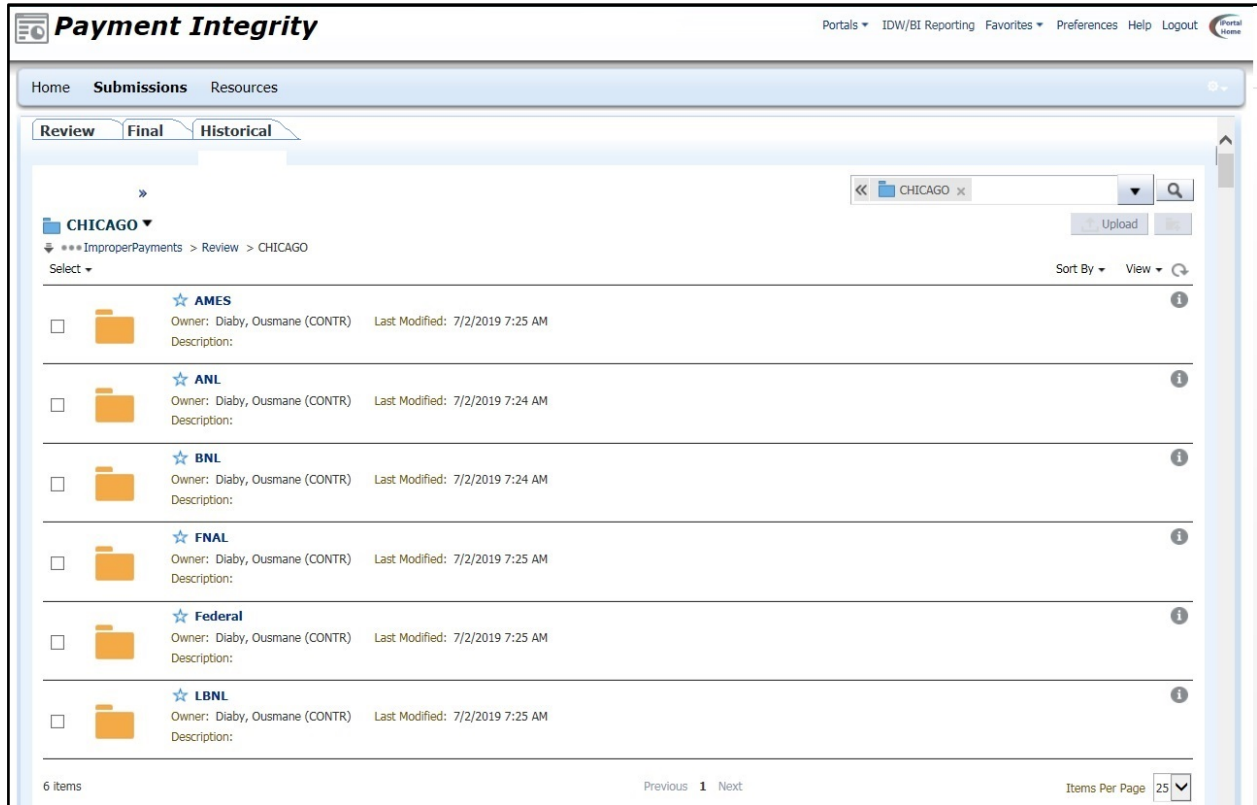 Payment Integrity
Portals IDW/BI Reporting Favorites Preferences Help Logout iPortal Home
Home Submissions Resources
Review Final Historical
» « CHICAGO ×
CHICAGO Upload
ImproperPayments > Review > CHICAGO
Select Sort By View
AMES
Owner: Diaby, Ousmane (CONTR) Last Modified: 7/2/2019 7:25 AM
Description:
ANL
Owner: Diaby, Ousmane (CONTR) Last Modified: 7/2/2019 7:24 AM
Description:
BNL
Owner: Diaby, Ousmane (CONTR) Last Modified: 7/2/2019 7:24 AM
Description:
FNAL
Owner: Diaby, Ousmane (CONTR) Last Modified: 7/2/2019 7:25 AM
Description:
Federal
Owner: Diaby, Ousmane (CONTR) Last Modified: 7/2/2019 7:25 AM
Description:
LBNL
Owner: Diaby, Ousmane (CONTR) Last Modified: 7/2/2019 7:25 AM
Description:
6 items Previous 1 Next Items Per Page 25